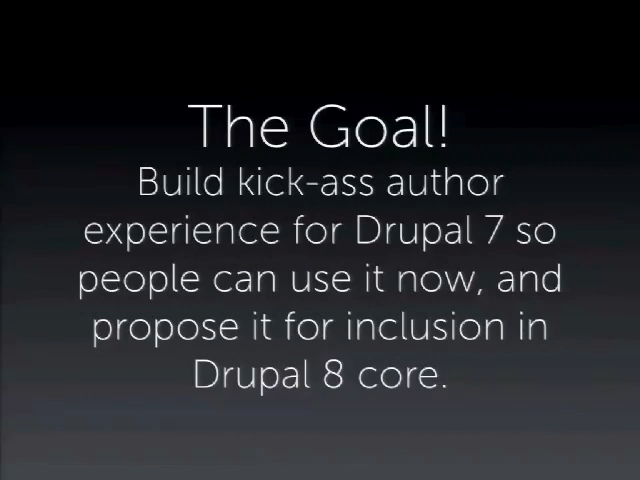 The Goal!
Build kick-ass author
experience for Drupal 7 so
people can use it now, and
propose it for inclusion in
Drupal 8 core.